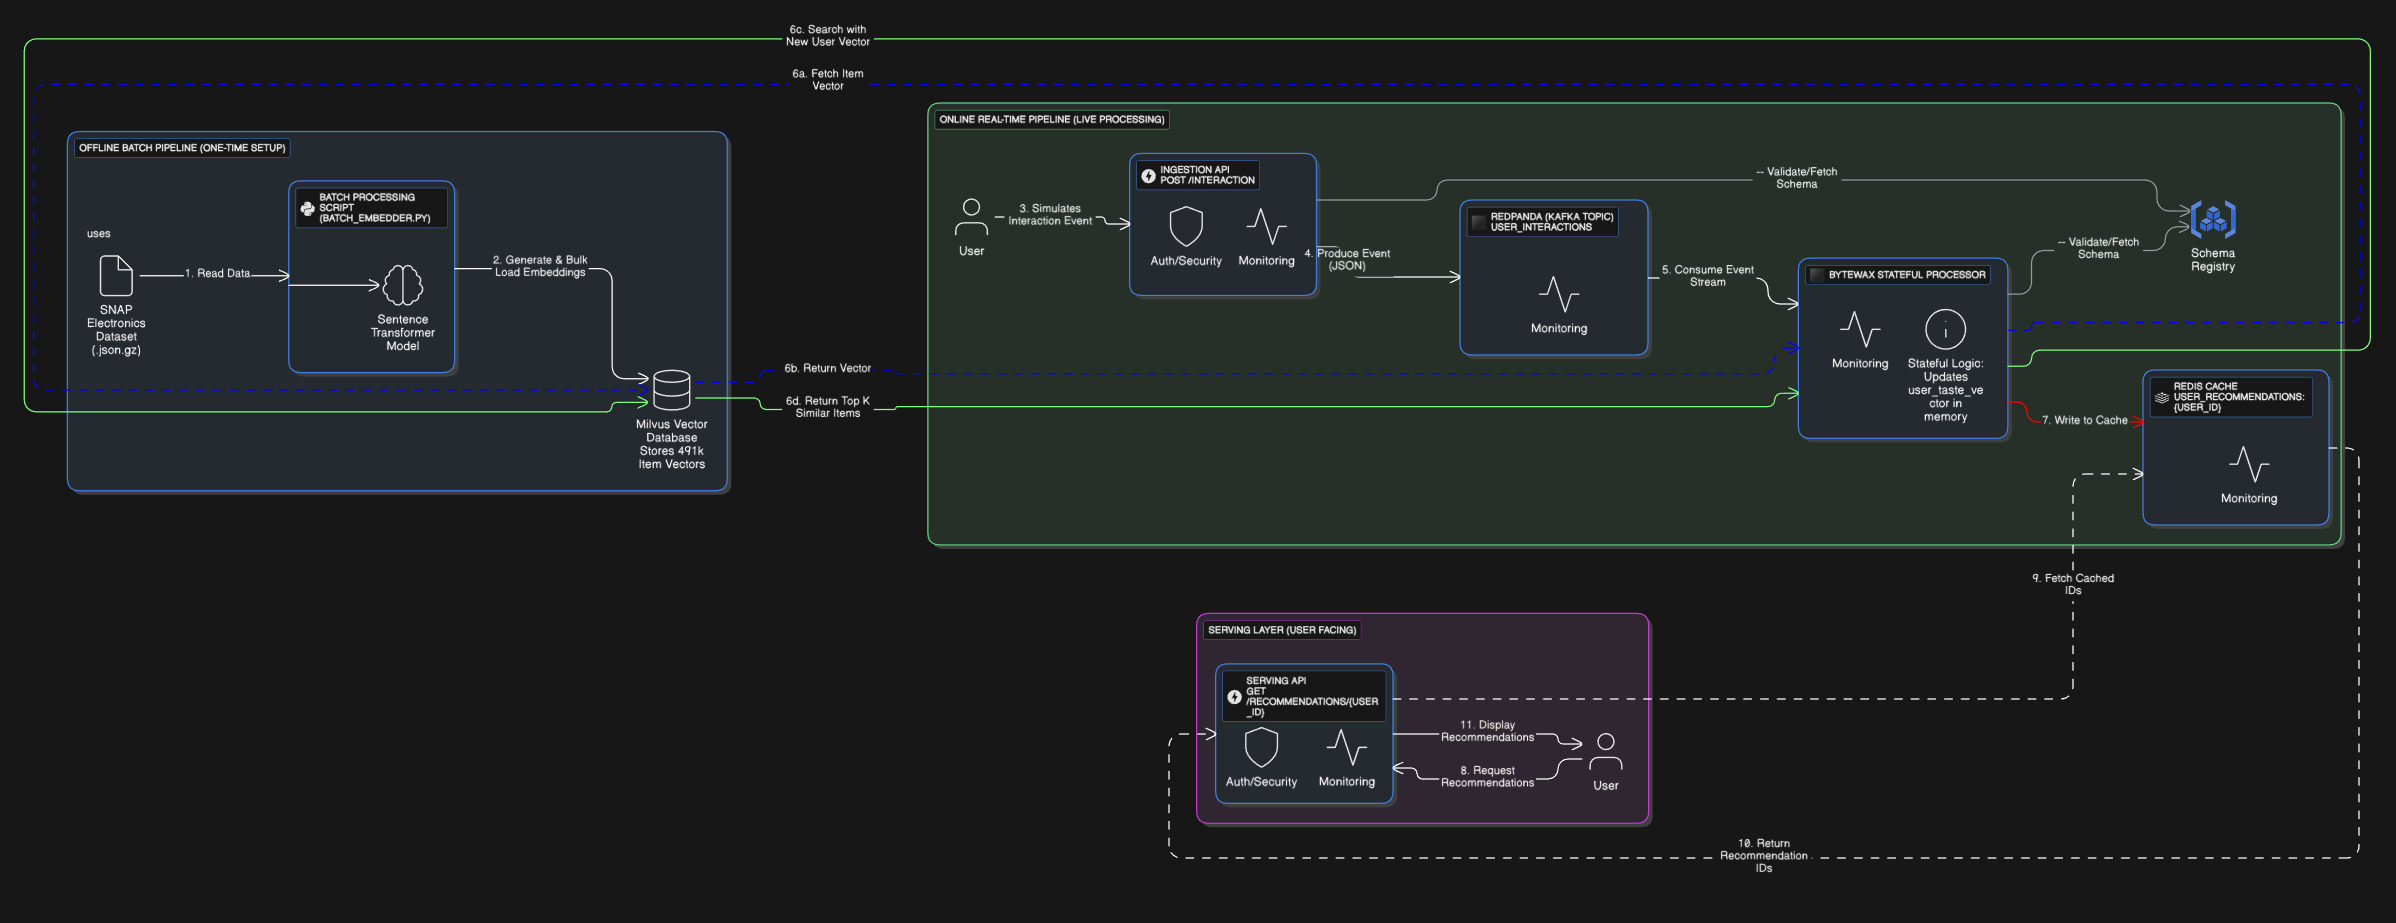 6c. Search with
New User Vector
6a. Fetch Item
Vector
OFFLINE BATCH PIPELINE (ONE-TIME SETUP)
BATCH PROCESSING
SCRIPT
(BATCH_EMBEDDER.PY)
uses
SNAP
Electronics
Dataset
(.json.gz)
1. Read Data
Sentence
Transformer
Model
2. Generate & Bulk
Load Embeddings
Milvus Vector
Database
Stores 491k
Item Vectors
6b. Return Vector
6d. Return Top K
Similar Items
ONLINE REAL-TIME PIPELINE (LIVE PROCESSING)
User
3. Simulates
Interaction Event
INGESTION API
POST /INTERACTION
Auth/Security
Monitoring
4. Produce Event
(JSON)
REDPANDA (KAFKA TOPIC)
USER_INTERACTIONS
Monitoring
5. Consume Event
Stream
-- Validate/Fetch
Schema
BYTEWAX STATEFUL PROCESSOR
Monitoring
Stateful Logic:
Updates
user_taste_ve
ctor in
memory
-- Validate/Fetch
Schema
Schema
Registry
7. Write to Cache
REDIS CACHE
USER_RECOMMENDATIONS:
{USER_ID}
Monitoring
9. Fetch Cached
IDs
SERVING LAYER (USER FACING)
SERVING API
GET
/RECOMMENDATIONS/{USER
_ID}
Auth/Security
Monitoring
11. Display
Recommendations
8. Request
Recommendations
User
10. Return
Recommendation
IDs